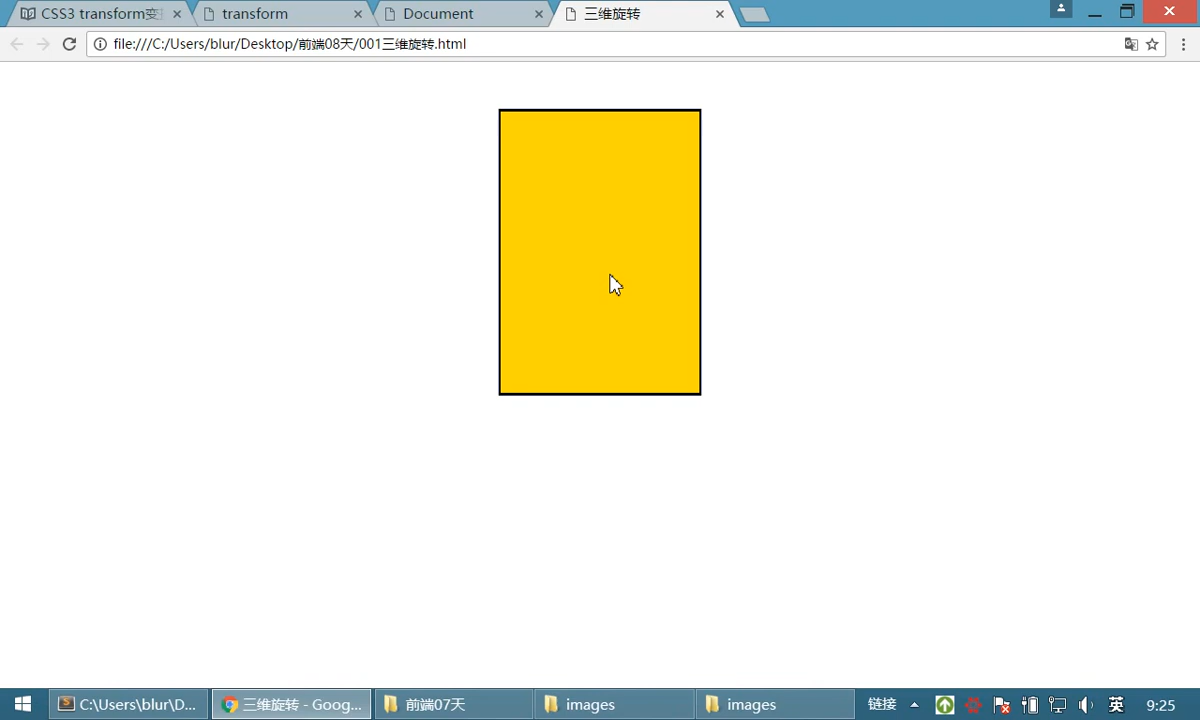 CSS3 transform变
transform
Document
三维旋转
file:///C:/Users/blur/Desktop/前端08天/001三维旋转.html
C:\Users\blur\D...
三维旋转 - Goog...
前端07天
images
images
链接
英
9:25